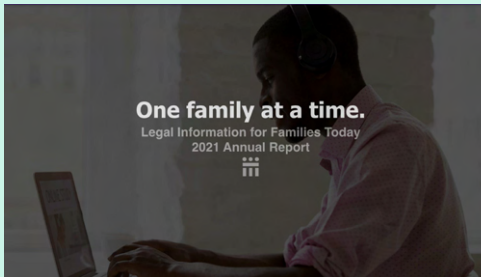 One family at a time.
Legal Information for Families Today
2021 Annual Report